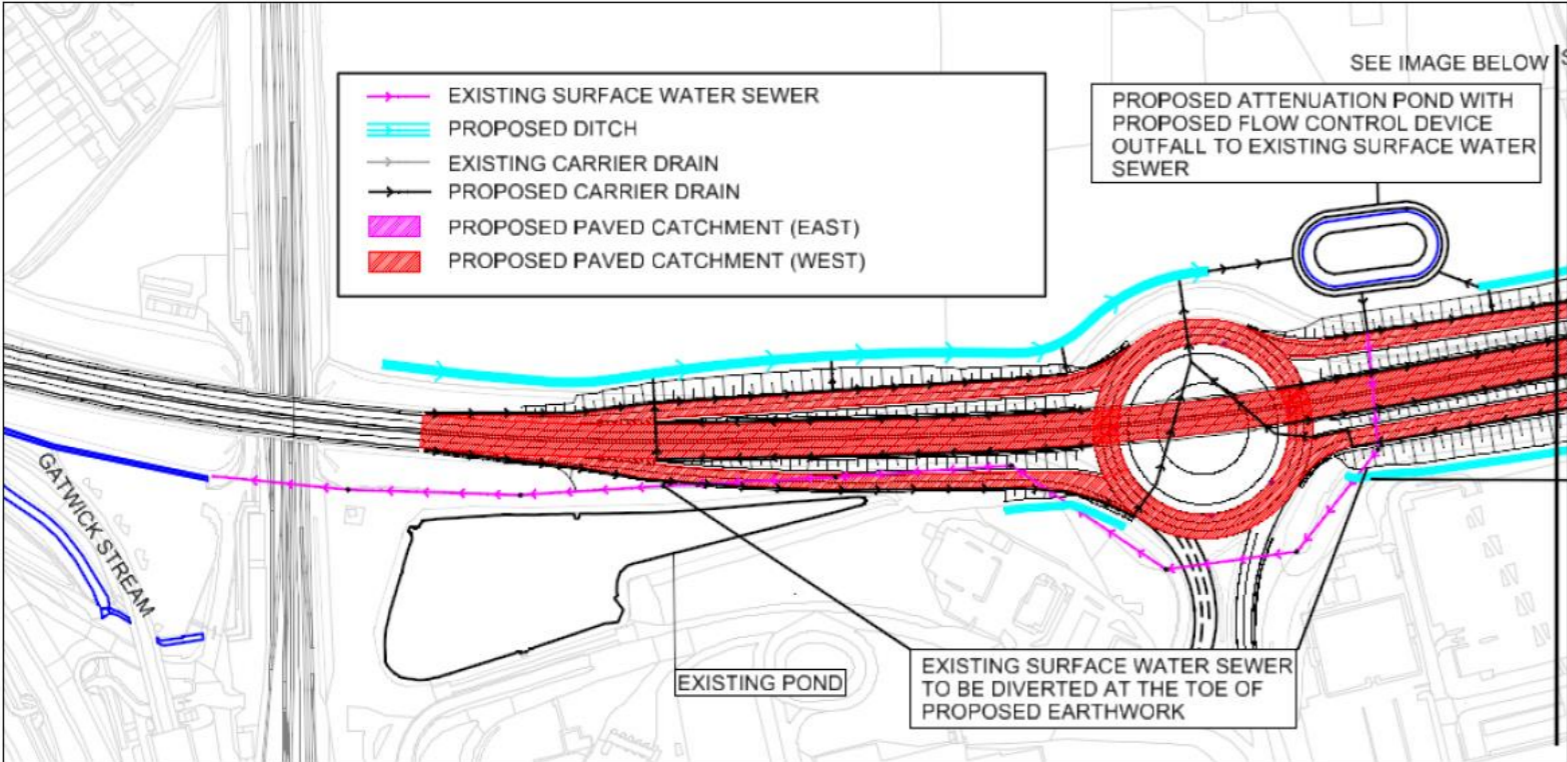 SEE IMAGE BELOW
EXISTING SURFACE WATER SEWER
PROPOSED DITCH
EXISTING CARRIER DRAIN
PROPOSED CARRIER DRAIN
PROPOSED PAVED CATCHMENT (EAST)
PROPOSED PAVED CATCHMENT (WEST)
PROPOSED ATTENUATION POND WITH
PROPOSED FLOW CONTROL DEVICE
OUTFALL TO EXISTING SURFACE WATER
SEWER
GATWICK STREAM
EXISTING POND
EXISTING SURFACE WATER SEWER
TO BE DIVERTED AT THE TOE OF
PROPOSED EARTHWORK